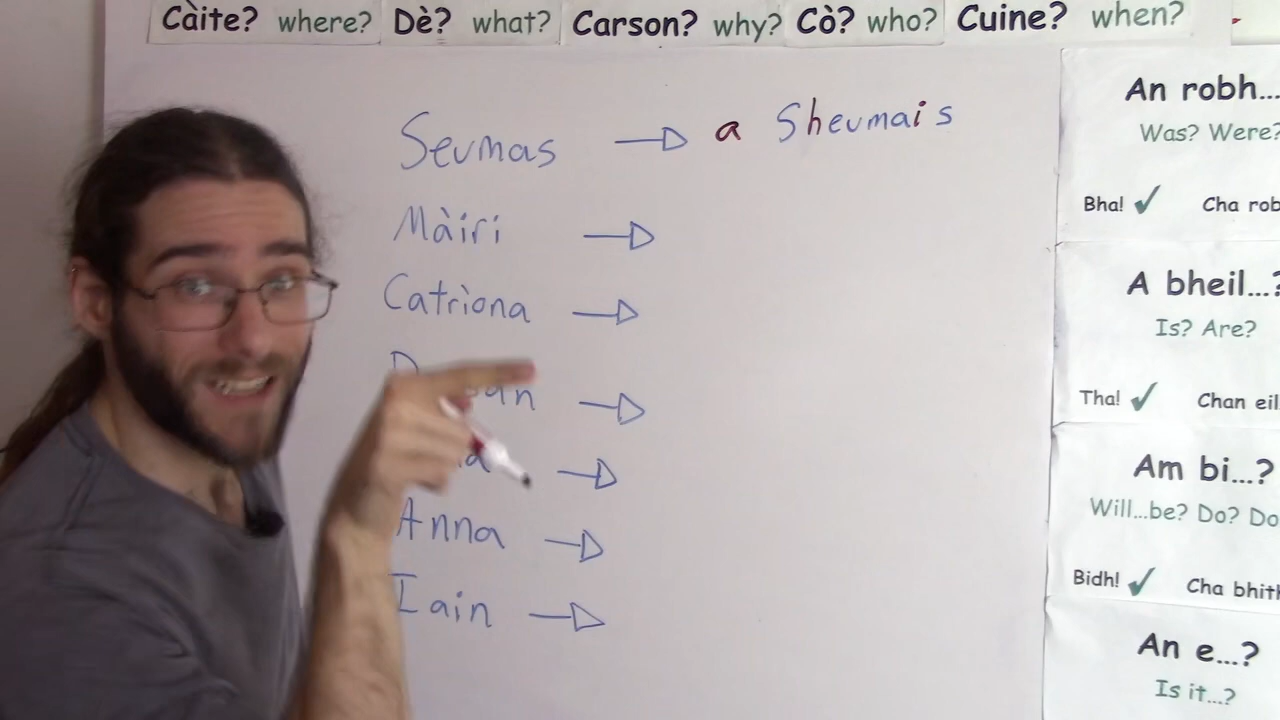 Càite? where? Dè? what? Carson? why? Cò? who? Cuine? when?
Seumas a Sheumais
Màiri
Catrìona
Anna
Iain
An robh...
Was? Were?
Bha! ✓ Cha rob
A bheil...?
Is? Are?
Tha! ✓ Chan eil
Am bi...?
Will...be? Do? Do
Bidh! ✓ Cha bhith
An e...?
Is it...?